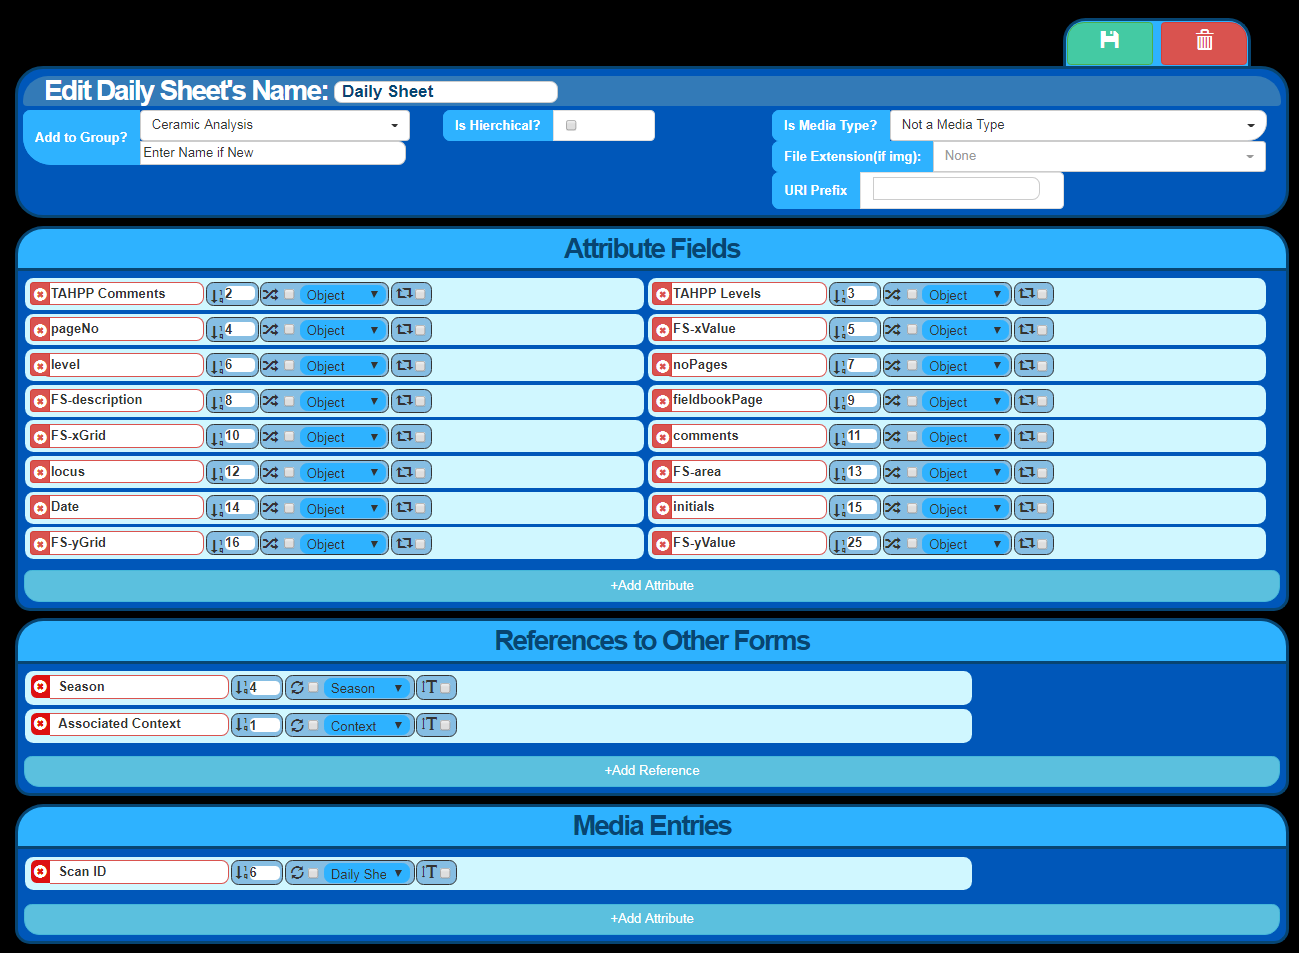 Edit Daily Sheet's Name: Daily Sheet
Add to Group? Ceramic Analysis
Enter Name if New
Is Hierchical?
Is Media Type? Not a Media Type
File Extension(if img): None
URI Prefix
Attribute Fields
TAHPP Comments 2 Object
TAHPP Levels 3 Object
pageNo 4 Object
FS-xValue 5 Object
level 6 Object
noPages 7 Object
FS-description 8 Object
fieldbookPage 9 Object
FS-xGrid 10 Object
comments 11 Object
locus 12 Object
FS-area 13 Object
Date 14 Object
initials 15 Object
FS-yGrid 16 Object
FS-yValue 25 Object
+Add Attribute
References to Other Forms
Season 4 Season T
Associated Context 1 Context T
+Add Reference
Media Entries
Scan ID 6 Daily She T
+Add Attribute